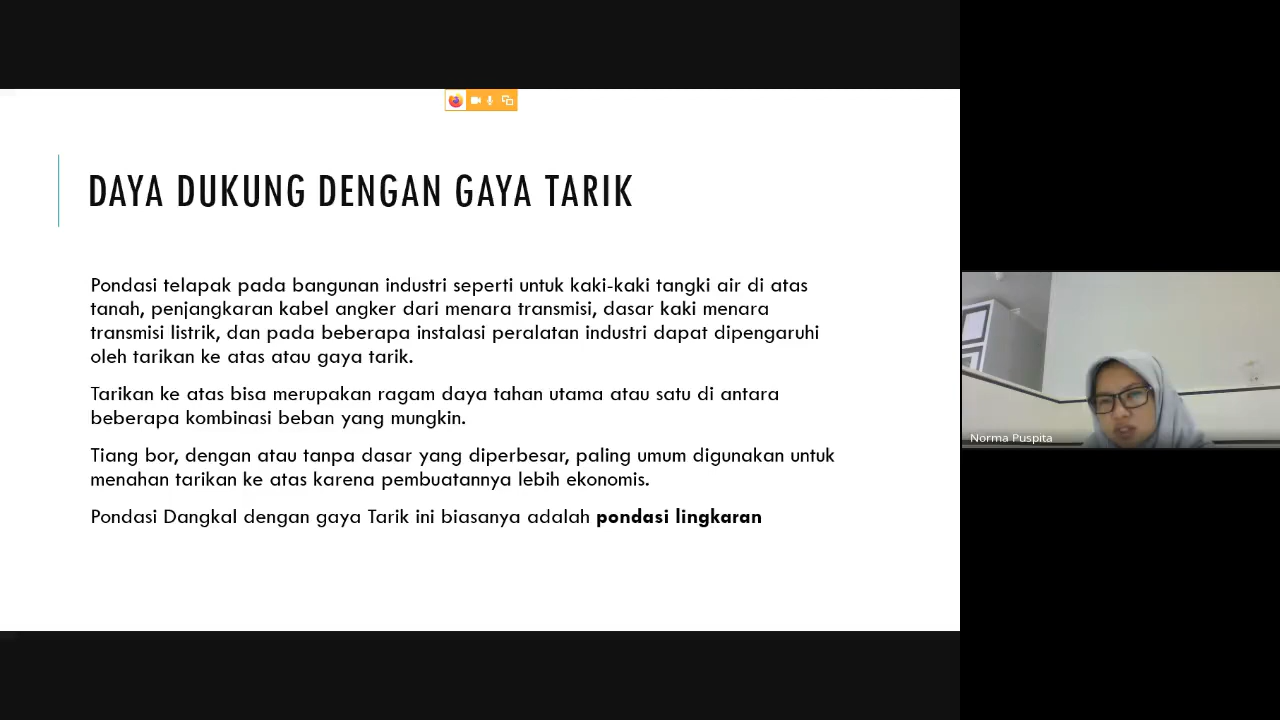 DAYA DUKUNG DENGAN GAYA TARIK
Pondasi telapak pada bangunan industri seperti untuk kaki-kaki tangki air di atas
tanah, penjangkaran kabel angker dari menara transmisi, dasar kaki menara
transmisi listrik, dan pada beberapa instalasi peralatan industri dapat dipengaruhi
oleh tarikan ke atas atau gaya tarik.
Tarikan ke atas bisa merupakan ragam daya tahan utama atau satu di antara
beberapa kombinasi beban yang mungkin.
Tiang bor, dengan atau tanpa dasar yang diperbesar, paling umum digunakan untuk
menahan tarikan ke atas karena pembuatannya lebih ekonomis.
Pondasi Dangkal dengan gaya Tarik ini biasanya adalah pondasi lingkaran
Norma Puspita